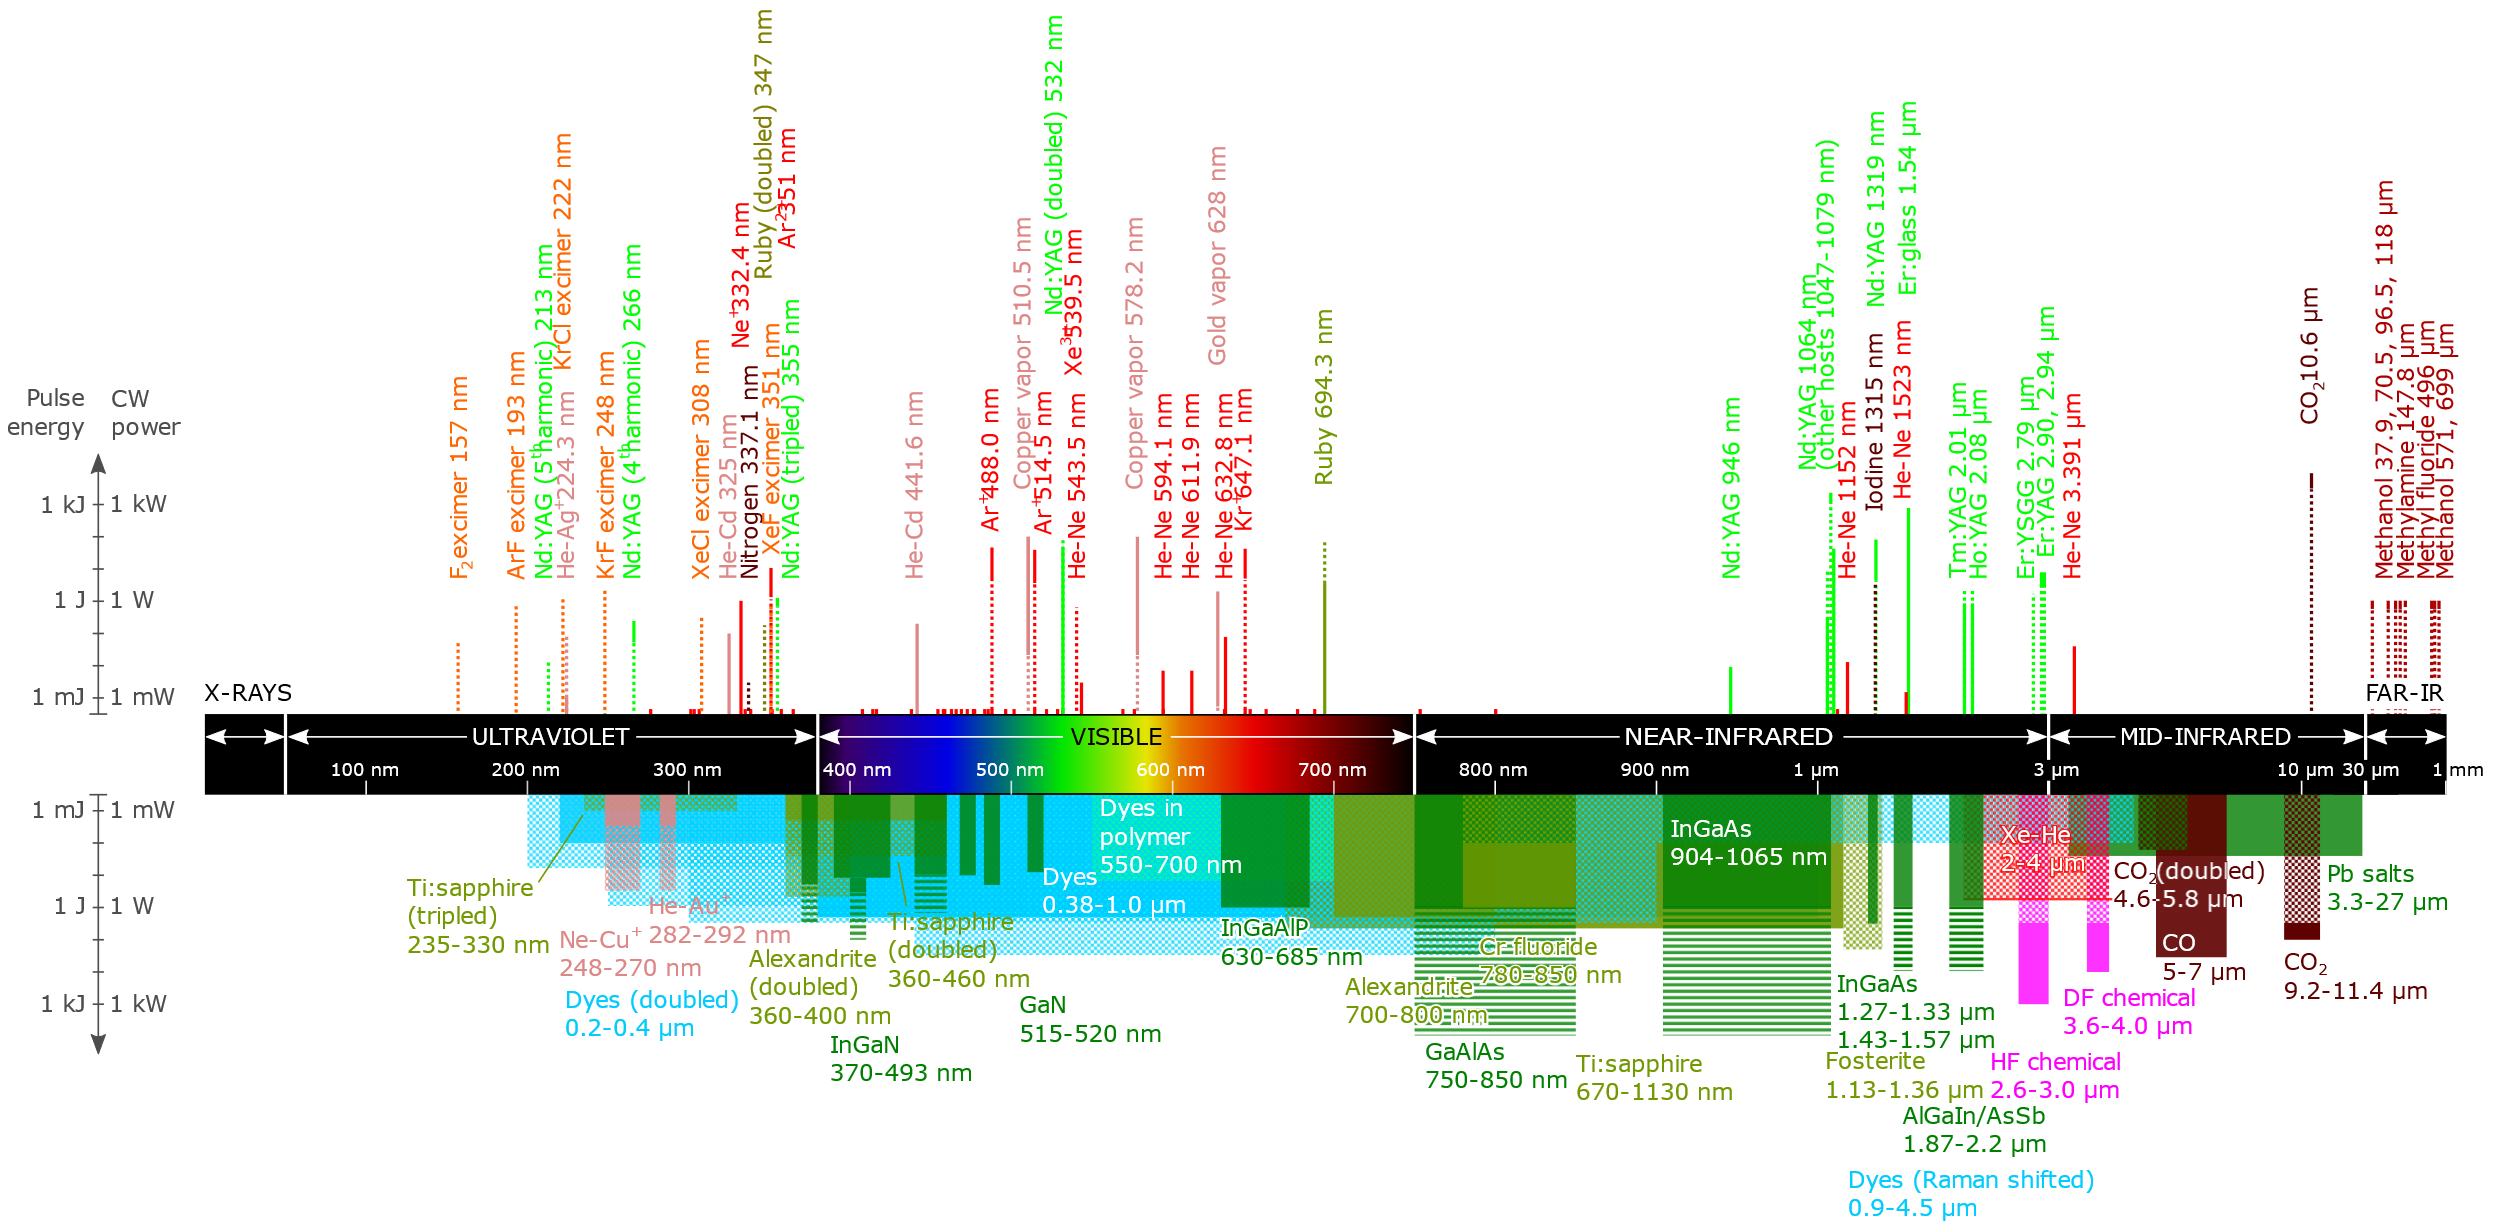 Pulse
energy
CW
power
1 kJ
1 kW
1 J
1 W
1 mJ
1 mW
F2 excimer 157 nm
ArF excimer 193 nm
Nd:YAG (5th harmonic) 213 nm
KrCl excimer 222 nm
He-Ag+ 224.3 nm
KrF excimer 248 nm
Nd:YAG (4th harmonic) 266 nm
XeCl excimer 308 nm
He-Cd 325 nm
Ne+ 332.4 nm
Nitrogen 337.1 nm
Ruby (doubled) 347 nm
XeF excimer 351 nm
Ar2+ 351 nm
Nd:YAG (tripled) 355 nm
He-Cd 441.6 nm
Ar+ 488.0 nm
Copper vapor 510.5 nm
Ar+ 514.5 nm
Nd:YAG (doubled) 532 nm
Xe3+ 539.5 nm
He-Ne 543.5 nm
Copper vapor 578.2 nm
He-Ne 594.1 nm
He-Ne 611.9 nm
Gold vapor 628 nm
He-Ne 632.8 nm
Kr+ 647.1 nm
Ruby 694.3 nm
Nd:YAG 946 nm
Nd:YAG 1064 nm
(other hosts 1047-1079 nm)
He-Ne 1152 nm
Iodine 1315 nm
Nd:YAG 1319 nm
He-Ne 1523 nm
Er:glass 1.54 µm
Tm:YAG 2.01 µm
Ho:YAG 2.08 µm
Er:YSGG 2.79 µm
Er:YAG 2.90, 2.94 µm
He-Ne 3.391 µm
CO2 10.6 µm
Methanol 37.9, 70.5, 96.5, 118 µm
Methylamine 147.8 µm
Methyl fluoride 496 µm
Methanol 571, 699 µm
X-RAYS
FAR-IR
ULTRAVIOLET
VISIBLE
NEAR-INFRARED
MID-INFRARED
100 nm
200 nm
300 nm
400 nm
500 nm
600 nm
700 nm
800 nm
900 nm
1 µm
3 µm
10 µm
30 µm
1 mm
1 mJ
1 mW
1 J
1 W
1 kJ
1 kW
Ti:sapphire
(tripled)
235-330 nm
Ne-Cu+
248-270 nm
He-Au+
282-292 nm
Dyes (doubled)
0.2-0.4 µm
Alexandrite
(doubled)
360-400 nm
Ti:sapphire
(doubled)
360-460 nm
InGaN
370-493 nm
GaN
515-520 nm
Dyes
0.38-1.0 µm
Dyes in
polymer
550-700 nm
InGaAlP
630-685 nm
Alexandrite
700-800 nm
Cr fluoride
780-850 nm
GaAlAs
750-850 nm
Ti:sapphire
670-1130 nm
InGaAs
904-1065 nm
InGaAs
1.27-1.33 µm
1.43-1.57 µm
Fosterite
1.13-1.36 µm
AlGaIn/AsSb
1.87-2.2 µm
Dyes (Raman shifted)
0.9-4.5 µm
Xe-He
2-4 µm
HF chemical
2.6-3.0 µm
DF chemical
3.6-4.0 µm
CO2 (doubled)
4.6-5.8 µm
CO
5-7 µm
CO2
9.2-11.4 µm
Pb salts
3.3-27 µm